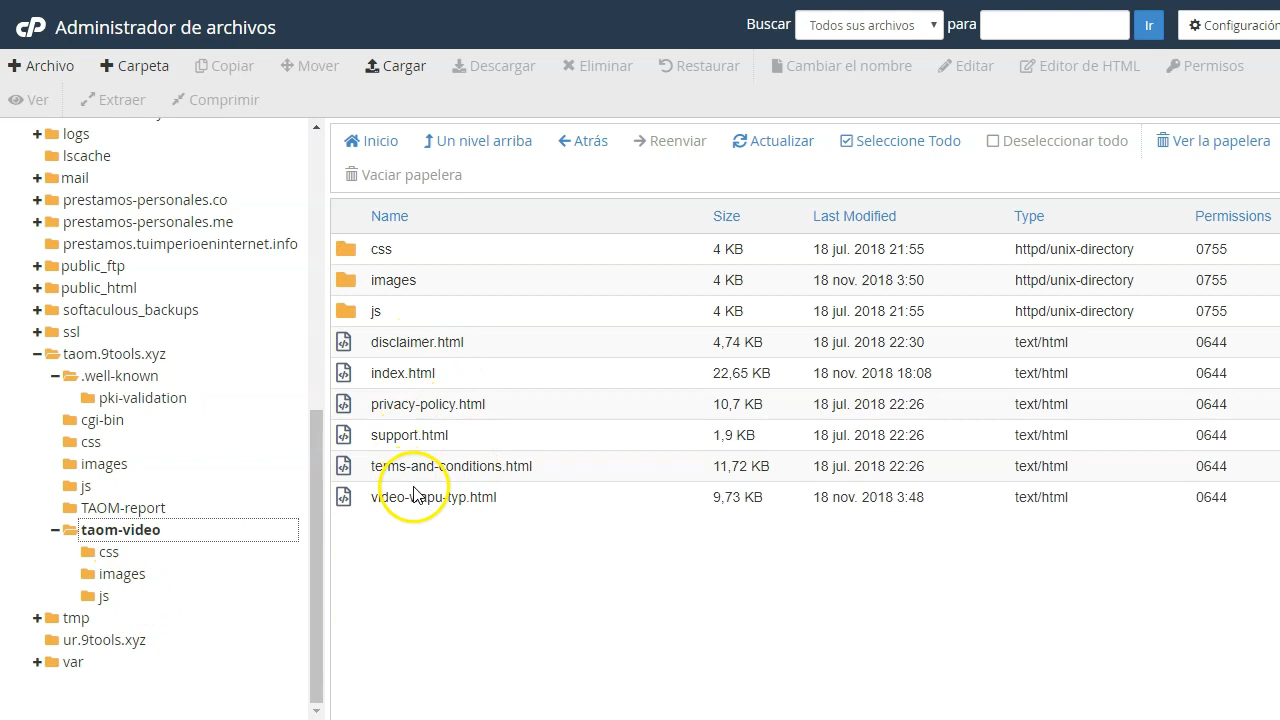 cP Administrador de archivos
Buscar Todos sus archivos para Ir Configuración
Archivo Carpeta Copiar Mover Cargar Descargar Eliminar Restaurar Cambiar el nombre Editar Editor de HTML Permisos
Ver Extraer Comprimir
logs
lscache
mail
prestamos-personales.co
prestamos-personales.me
prestamos.tuimperioeninternet.info
public_ftp
public_html
softaculous_backups
ssl
taom.9tools.xyz
.well-known
pki-validation
cgi-bin
css
images
js
TAOM-report
taom-video
css
images
js
tmp
ur.9tools.xyz
var
Inicio Un nivel arriba Atrás Reenviar Actualizar Seleccione Todo Deseleccionar todo Ver la papelera
Vaciar papelera
Name Size Last Modified Type Permissions
css 4 KB 18 jul. 2018 21:55 httpd/unix-directory 0755
images 4 KB 18 nov. 2018 3:50 httpd/unix-directory 0755
js 4 KB 18 jul. 2018 21:55 httpd/unix-directory 0755
disclaimer.html 4,74 KB 18 jul. 2018 22:30 text/html 0644
index.html 22,65 KB 18 nov. 2018 18:08 text/html 0644
privacy-policy.html 10,7 KB 18 jul. 2018 22:26 text/html 0644
support.html 1,9 KB 18 jul. 2018 22:26 text/html 0644
terms-and-conditions.html 11,72 KB 18 jul. 2018 22:26 text/html 0644
9,73 KB 18 nov. 2018 3:48 text/html 0644